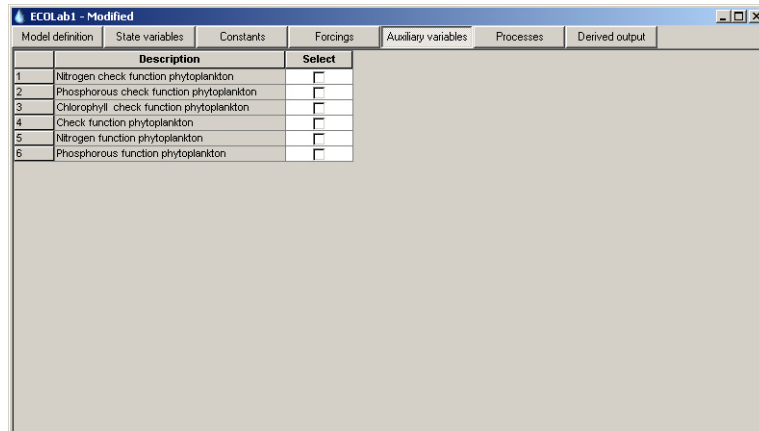 ECOLab1 - Modified
Model definition State variables Constants Forcings Auxiliary variables Processes Derived output
Description Select
1 Nitrogen check function phytoplankton
2 Phosphorous check function phytoplankton
3 Chlorophyll check function phytoplankton
4 Check function phytoplankton
5 Nitrogen function phytoplankton
6 Phosphorous function phytoplankton